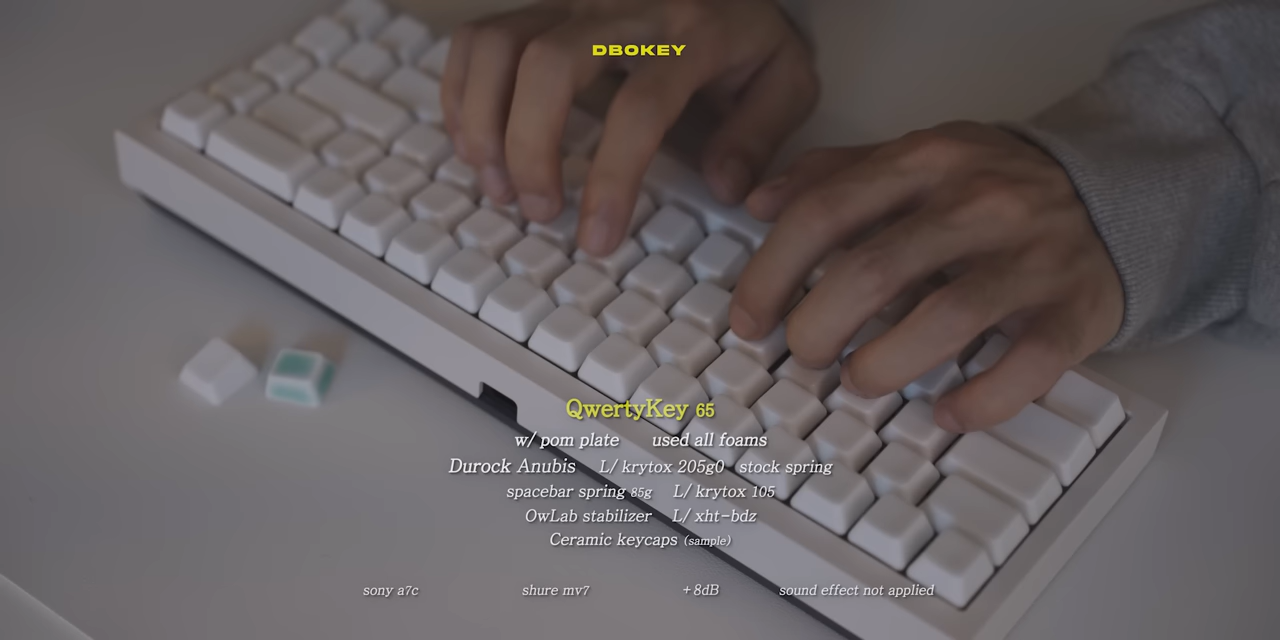 DBOKEY
QwertyKey 65
w/ pom plate used all foams
Durock Anubis L/ krytox 205g0 stock spring
spacebar spring 85g L/ krytox 105
OwLab stabilizer L/ xht-bdz
Ceramic keycaps (sample)
sony a7c shure mv7 +8dB sound effect not applied